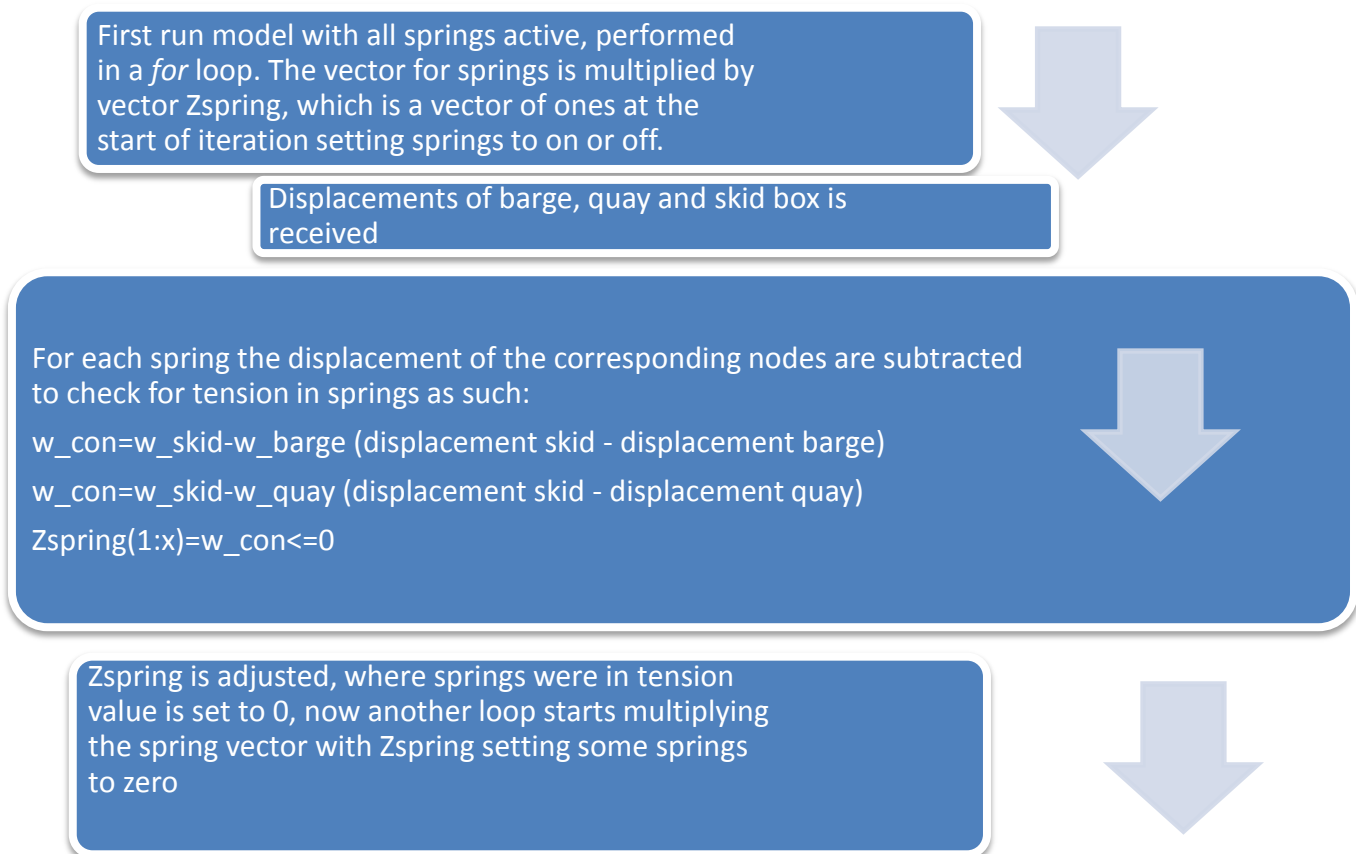 First run model with all springs active, performed
in a for loop. The vector for springs is multiplied by
vector Zspring, which is a vector of ones at the
start of iteration setting springs to on or off.
Displacements of barge, quay and skid box is
received
For each spring the displacement of the corresponding nodes are subtracted
to check for tension in springs as such:
w_con=w_skid-w_barge (displacement skid - displacement barge)
w_con=w_skid-w_quay (displacement skid - displacement quay)
Zspring(1:x)=w_con<=0
Zspring is adjusted, where springs were in tension
value is set to 0, now another loop starts multiplying
the spring vector with Zspring setting some springs
to zero